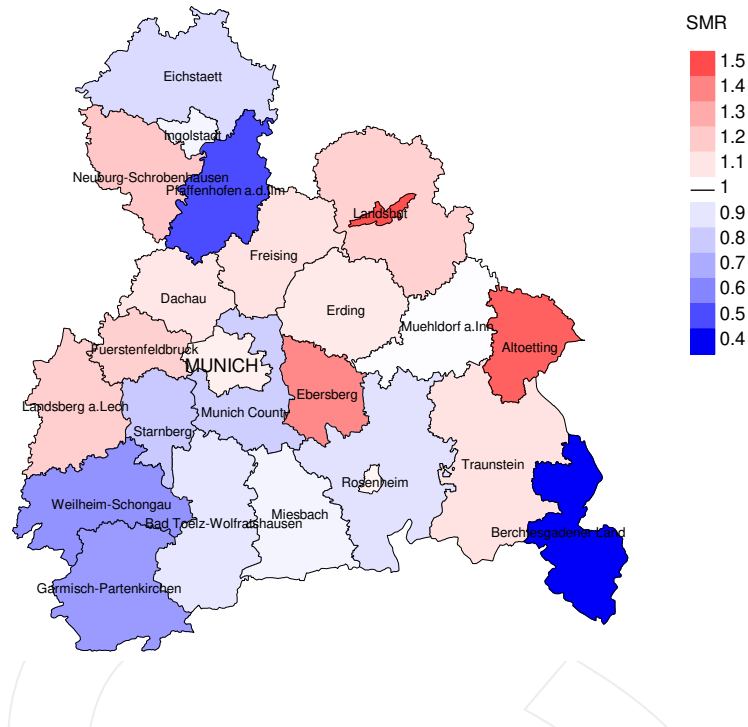 SMR
1.5
1.4
1.3
1.2
1.1
1
0.9
0.8
0.7
0.6
0.5
0.4
Eichstaett
Ingolstadt
Neuburg-Schrobenhausen
Pfaffenhofen a.d.Ilm
Landshut
Freising
Dachau
Erding
Muehldorf a.Inn
Altoetting
Fuerstenfeldbruck
MUNICH
Ebersberg
Landsberg a.Lech
Munich County
Starnberg
Traunstein
Rosenheim
Weilheim-Schongau
Miesbach
Bad Toelz-Wolfratshausen
Berchtesgadener Land
Garmisch-Partenkirchen